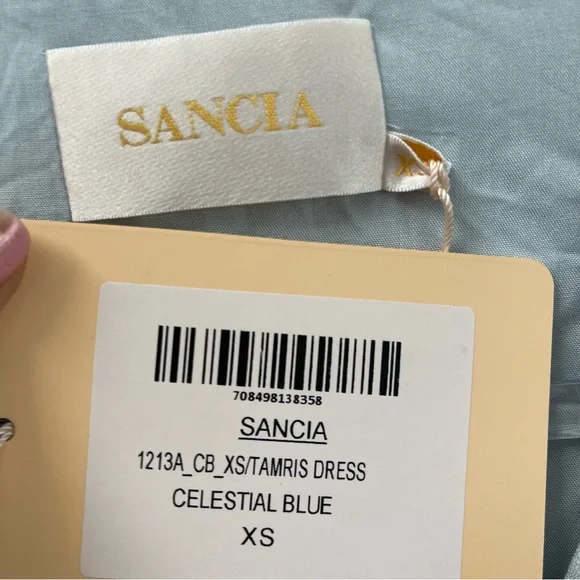 SANCIA
708498138358
SANCIA
1213A_CB_XS/TAMRIS DRESS
CELESTIAL BLUE
XS